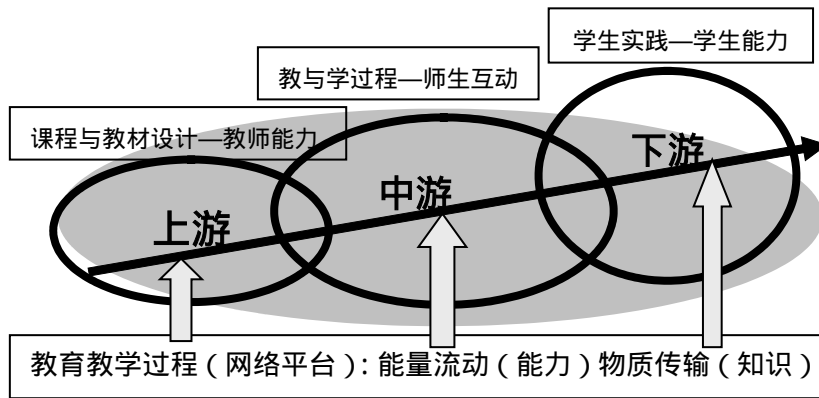 学生实践—学生能力
教与学过程—师生互动
课程与教材设计—教师能力
下游
中游
上游
教育教学过程（网络平台）：能量流动（能力）物质传输（知识）